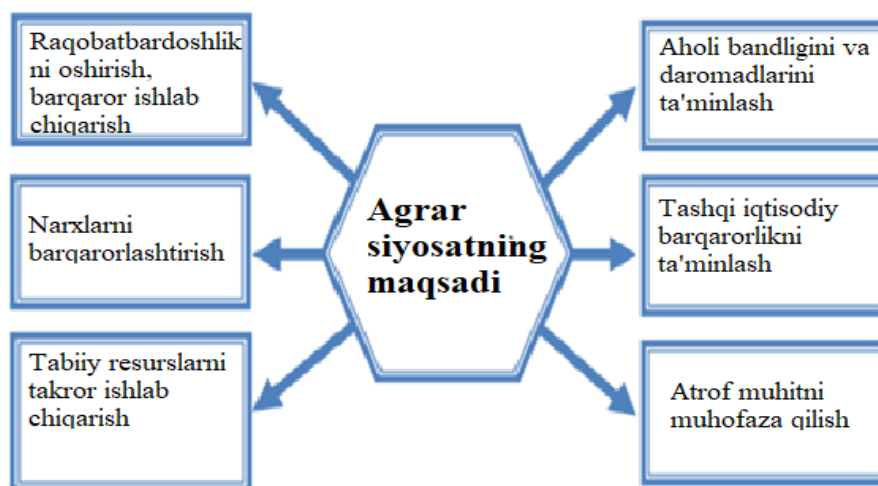 Raqobatbardoshlik
ni oshirish,
barqaror ishlab
chiqarish
Narxlarni
barqarorlashtirish
Tabiiy resurslarni
takror ishlab
chiqarish
Agrar
siyosatning
maqsadi
Aholi bandligini va
daromadlarini
ta'minlash
Tashqi iqtisodiy
barqarorlikni
ta'minlash
Atrof muhitni
muhofaza qilish